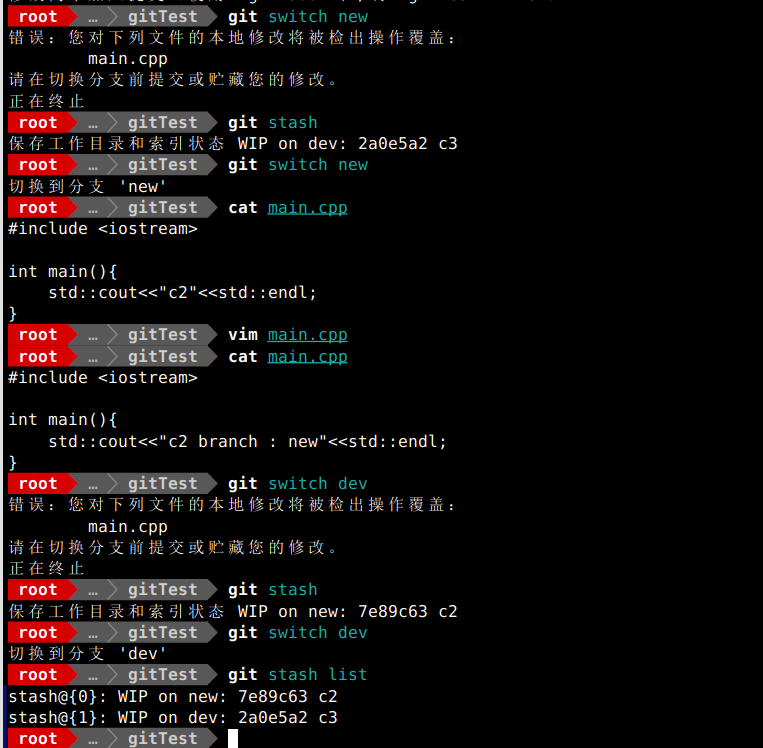 root … gitTest git switch new
错误：您对下列文件的本地修改将被检出操作覆盖：
main.cpp
请在切换分支前提交或贮藏您的修改。
正在终止
root … gitTest git stash
保存工作目录和索引状态 WIP on dev: 2a0e5a2 c3
root … gitTest git switch new
切换到分支 'new'
root … gitTest cat main.cpp
#include <iostream>
int main(){
std::cout<<"c2"<<std::endl;
}
root … gitTest vim main.cpp
root … gitTest cat main.cpp
#include <iostream>
int main(){
std::cout<<"c2 branch : new"<<std::endl;
}
root … gitTest git switch dev
错误：您对下列文件的本地修改将被检出操作覆盖：
main.cpp
请在切换分支前提交或贮藏您的修改。
正在终止
root … gitTest git stash
保存工作目录和索引状态 WIP on new: 7e89c63 c2
root … gitTest git switch dev
切换到分支 'dev'
root … gitTest git stash list
stash@{0}: WIP on new: 7e89c63 c2
stash@{1}: WIP on dev: 2a0e5a2 c3
root … gitTest